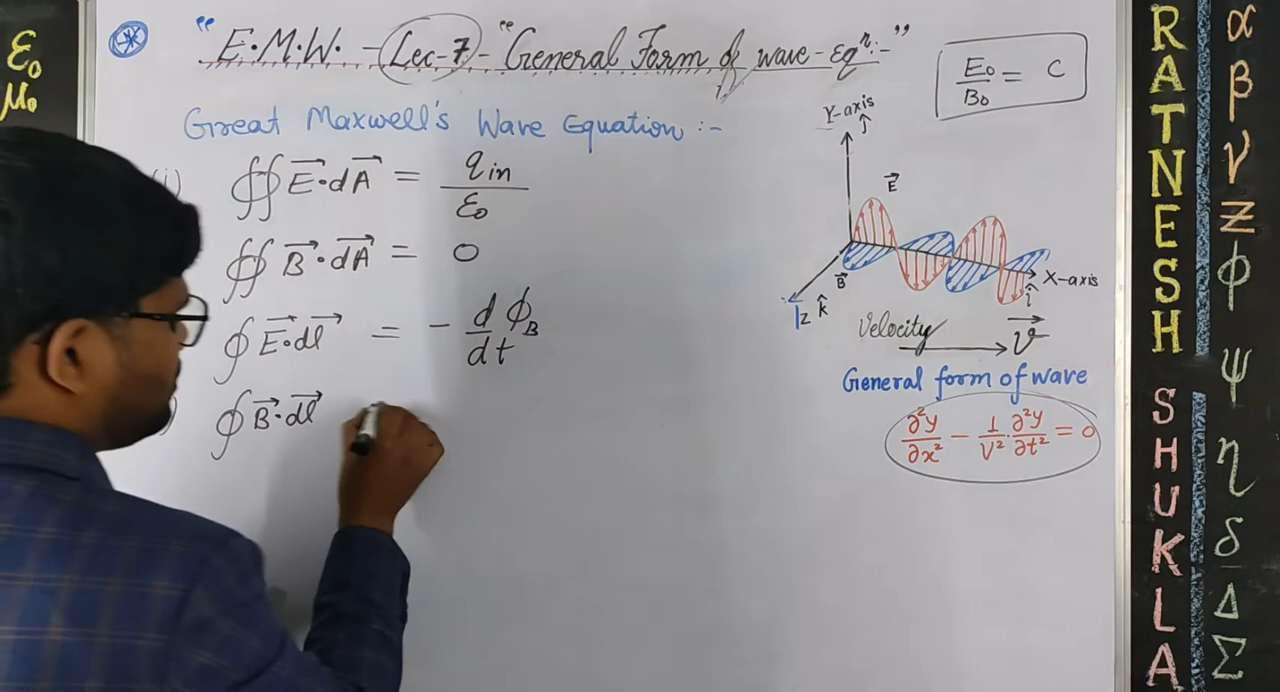 ε₀
μ₀
" E.M.W. - Lec-7 - "General Form of wave-Eqⁿ:- "
E₀/B₀ = C
Great Maxwell's Wave Equation :-
∯ E⃗·dA⃗ = q_in/ε₀
∯ B⃗·dA⃗ = 0
∮ E⃗·dl⃗ = - d/dt ϕ_B
∮ B⃗·dl⃗
Y-axis
ĵ
E⃗
B⃗
X-axis
î
Z k̂
Velocity V⃗
General form of wave
∂²y/∂x² - 1/V² · ∂²y/∂t² = 0
RATNESH
SHUKLA
α
β
ν
Z
ϕ
ψ
η
δ
Δ
Σ